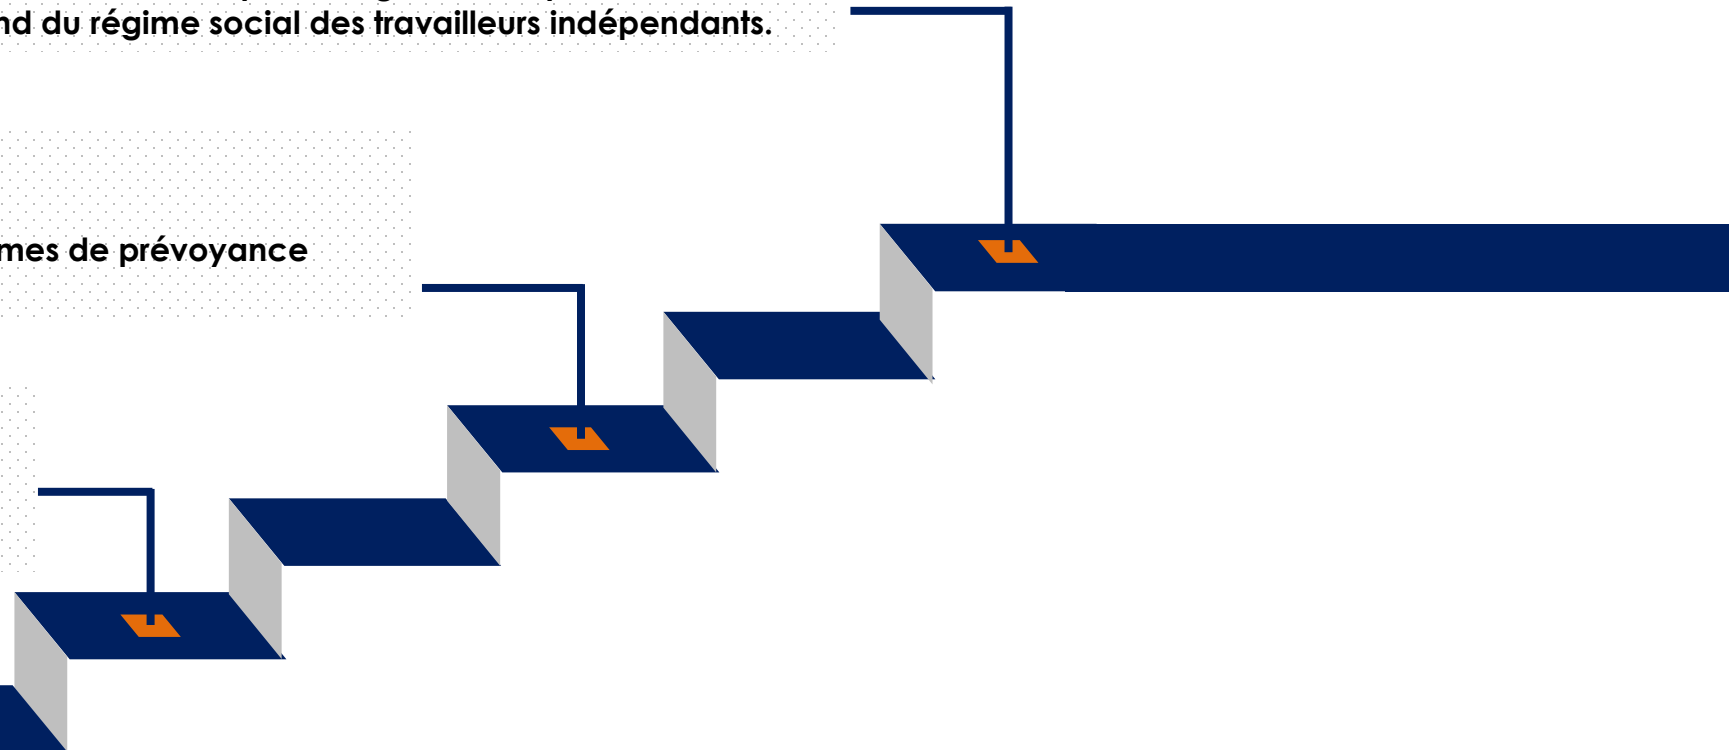 nd du régime social des travailleurs indépendants.
mes de prévoyance